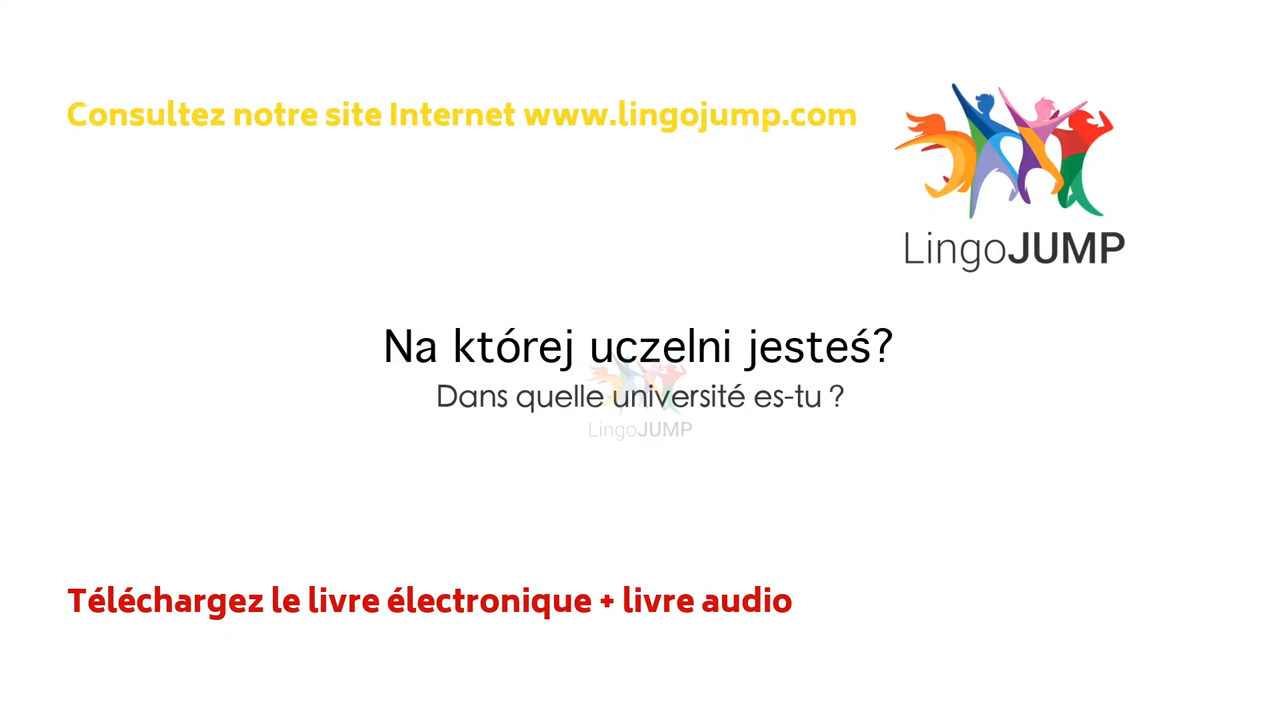 Consultez notre site Internet www.lingojump.com
LingoJUMP
Na której uczelni jesteś?
Dans quelle université es-tu ?
LingoJUMP
Téléchargez le livre électronique + livre audio